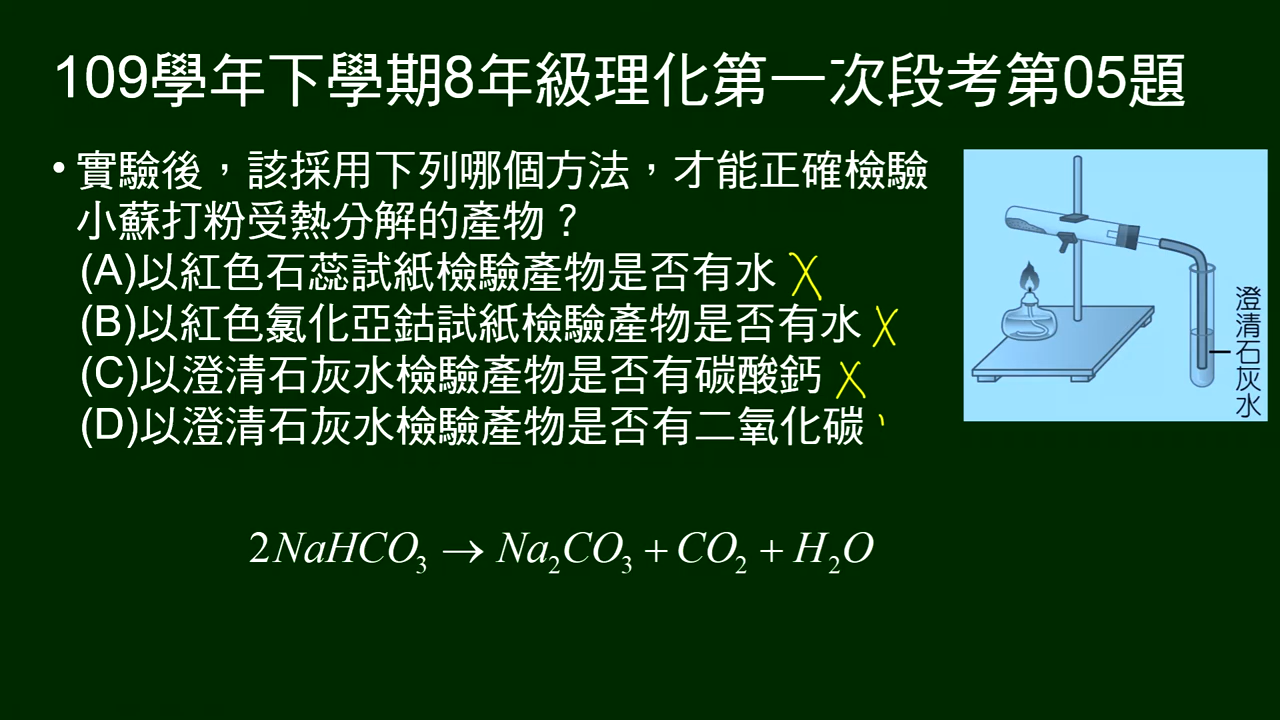 109學年下學期8年級理化第一次段考第05題
• 實驗後，該採用下列哪個方法，才能正確檢驗
小蘇打粉受熱分解的產物？
(A)以紅色石蕊試紙檢驗產物是否有水 X
(B)以紅色氯化亞鈷試紙檢驗產物是否有水 X
(C)以澄清石灰水檢驗產物是否有碳酸鈣 X
(D)以澄清石灰水檢驗產物是否有二氧化碳
澄清石灰水
2NaHCO₃ → Na₂CO₃ + CO₂ + H₂O